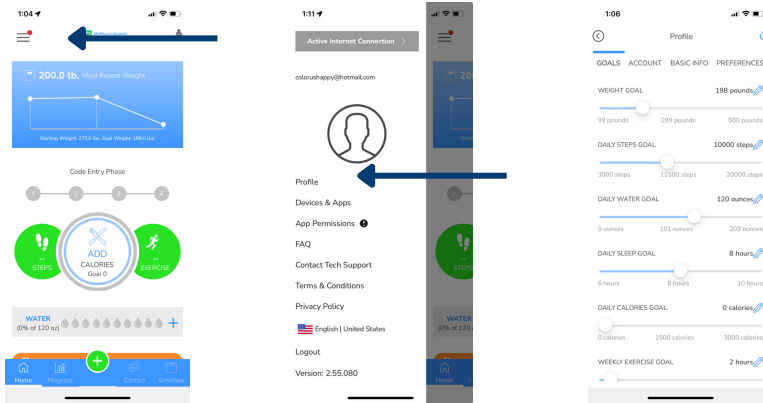 1:04
200.0 lb. Most Recent Weight
Starting Weight: 275.0 lbs. Goal Weight: 198.0 lbs.
Code Entry Phase
1 2 3 4
--
STEPS
ADD
CALORIES
Goal 0
--
EXERCISE
WATER
(0% of 120 oz)
+
+
Home Progress Contact Schedule
1:11
Active Internet Connection >
colorushappy@hotmail.com
Profile
Devices & Apps
App Permissions !
FAQ
Contact Tech Support
Terms & Conditions
Privacy Policy
English | United States
Logout
Version: 2.55.080
20
Star
1
--
STEPS
WATER
(0% of 120
Home
1:06
Profile
GOALS ACCOUNT BASIC INFO PREFERENCES
WEIGHT GOAL 198 pounds
99 pounds 299 pounds 500 pounds
DAILY STEPS GOAL 10000 steps
3000 steps 11500 steps 20000 steps
DAILY WATER GOAL 120 ounces
0 ounces 101 ounces 203 ounces
DAILY SLEEP GOAL 8 hours
6 hours 8 hours 10 hours
DAILY CALORIES GOAL 0 calories
0 calories 1500 calories 3000 calories
WEEKLY EXERCISE GOAL 2 hours